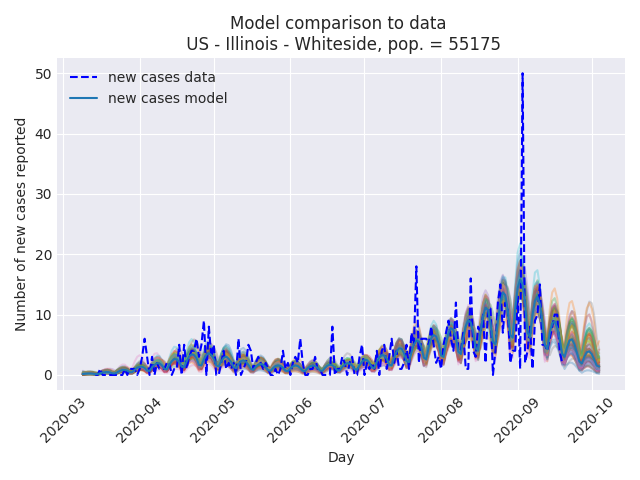 Model comparison to data
US - Illinois - Whiteside, pop. = 55175
new cases data
new cases model
Number of new cases reported
50
40
30
20
10
0
2020-03
2020-04
2020-05
2020-06
2020-07
2020-08
2020-09
2020-10
Day